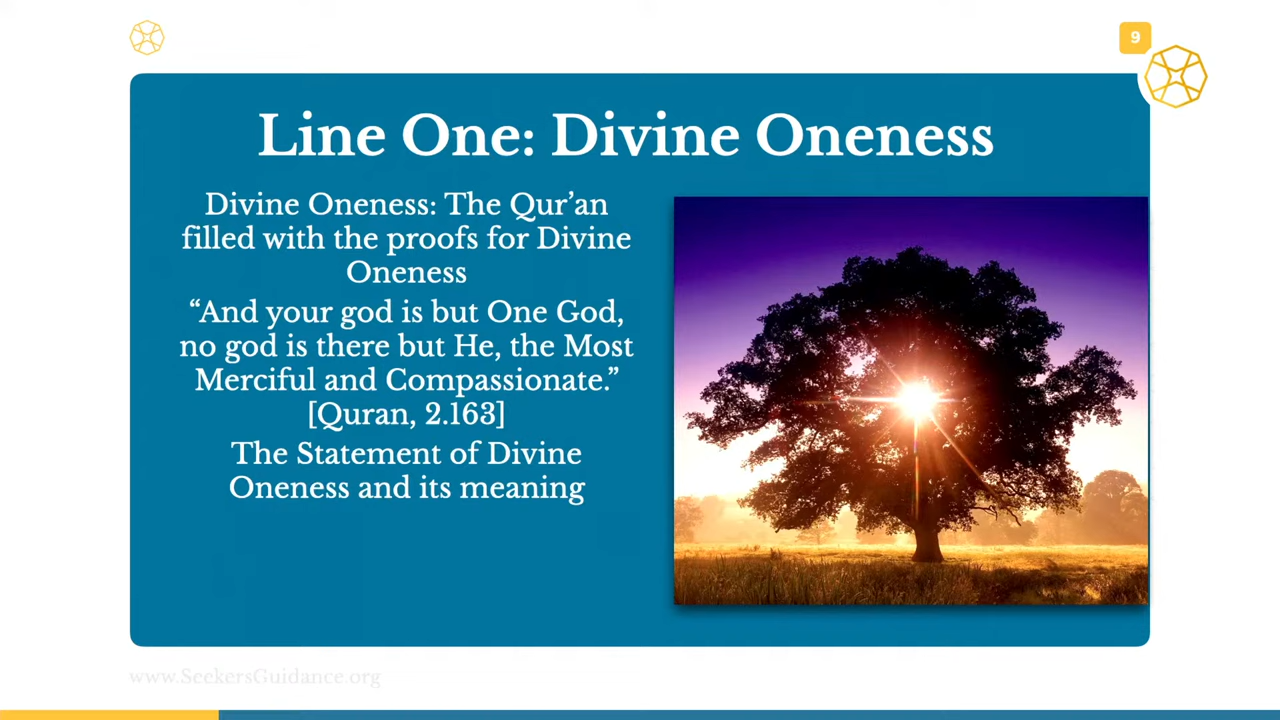 9
Line One: Divine Oneness
Divine Oneness: The Qur’an
filled with the proofs for Divine
Oneness
“And your god is but One God,
no god is there but He, the Most
Merciful and Compassionate.”
[Quran, 2.163]
The Statement of Divine
Oneness and its meaning
www.SeekersGuidance.org